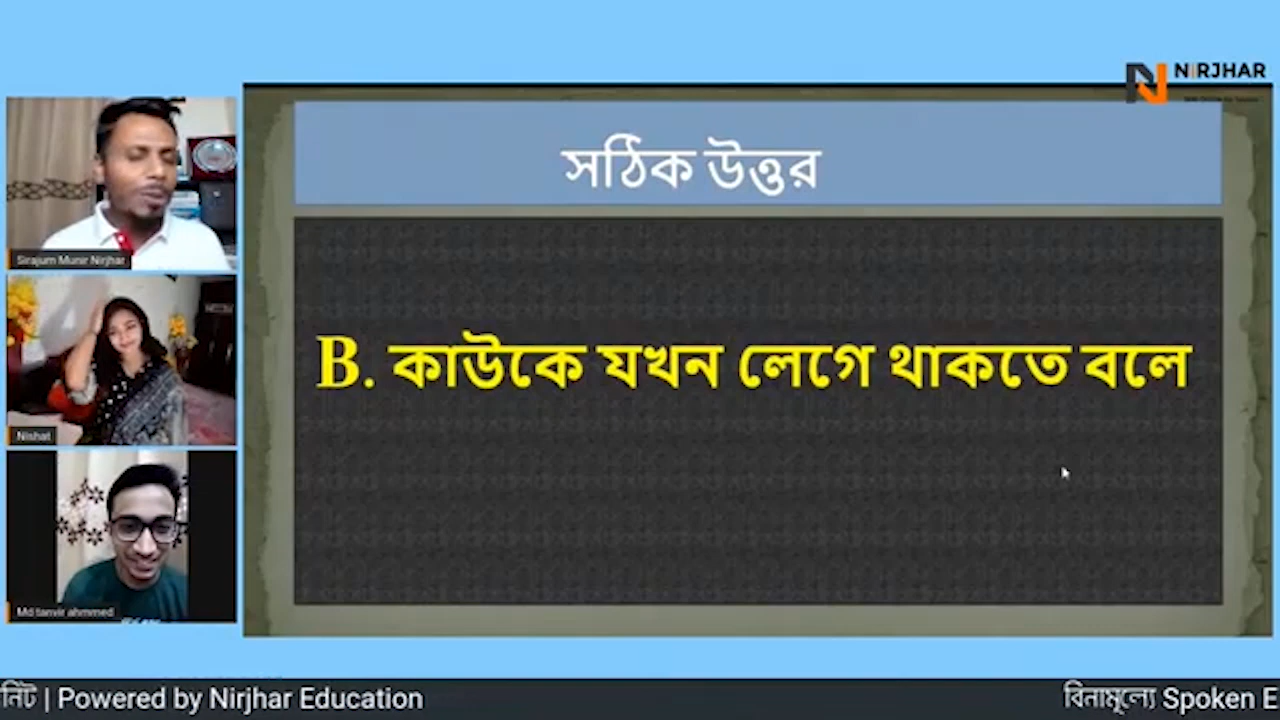 NIRJHAR
সঠিক উত্তর
Sirajum Munir Nirjhar
B. কাউকে যখন লেগে থাকতে বলে
Nishat
Md tanvir ahmmed
| Powered by Nirjhar Education
বিনামূল্যে Spoken E